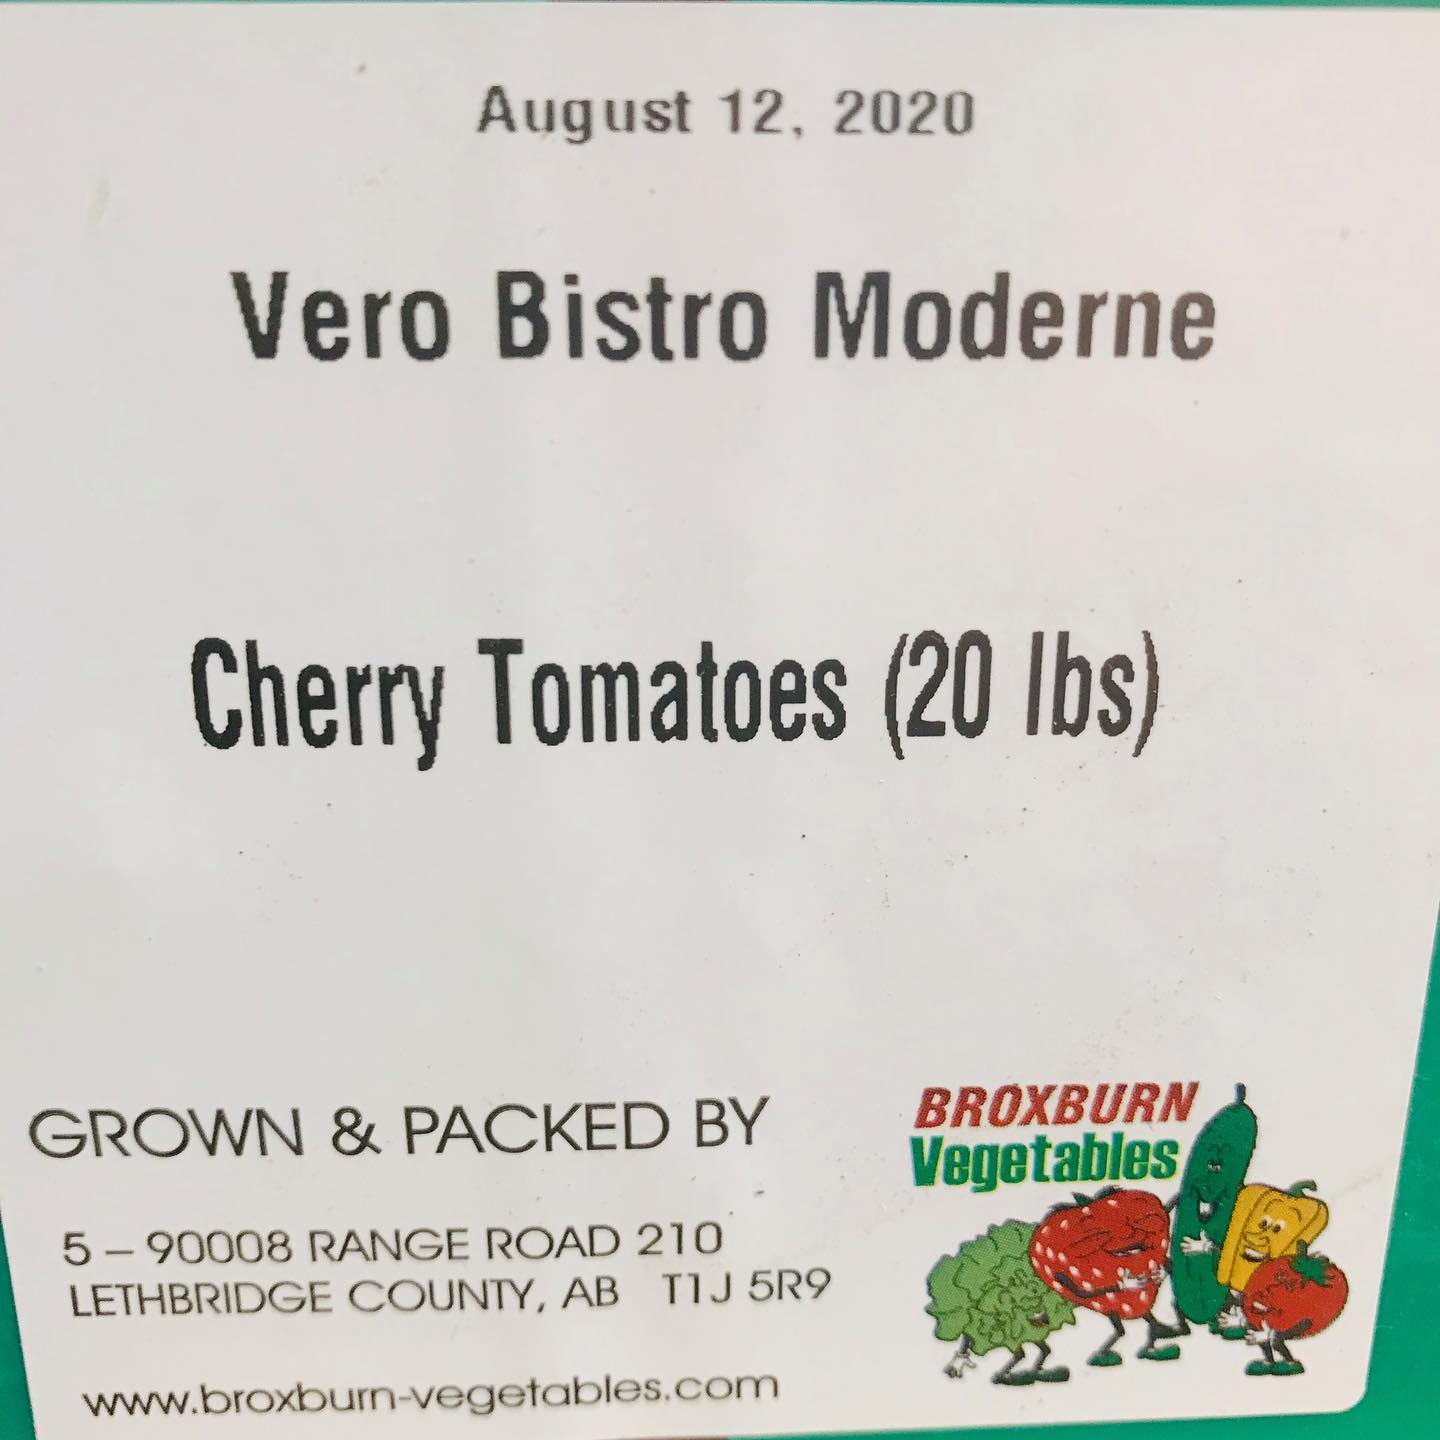 August 12, 2020
Vero Bistro Moderne
Cherry Tomatoes (20 lbs)
GROWN & PACKED BY
5 – 90008 RANGE ROAD 210
LETHBRIDGE COUNTY, AB T1J 5R9
www.broxburn-vegetables.com
BROXBURN
Vegetables